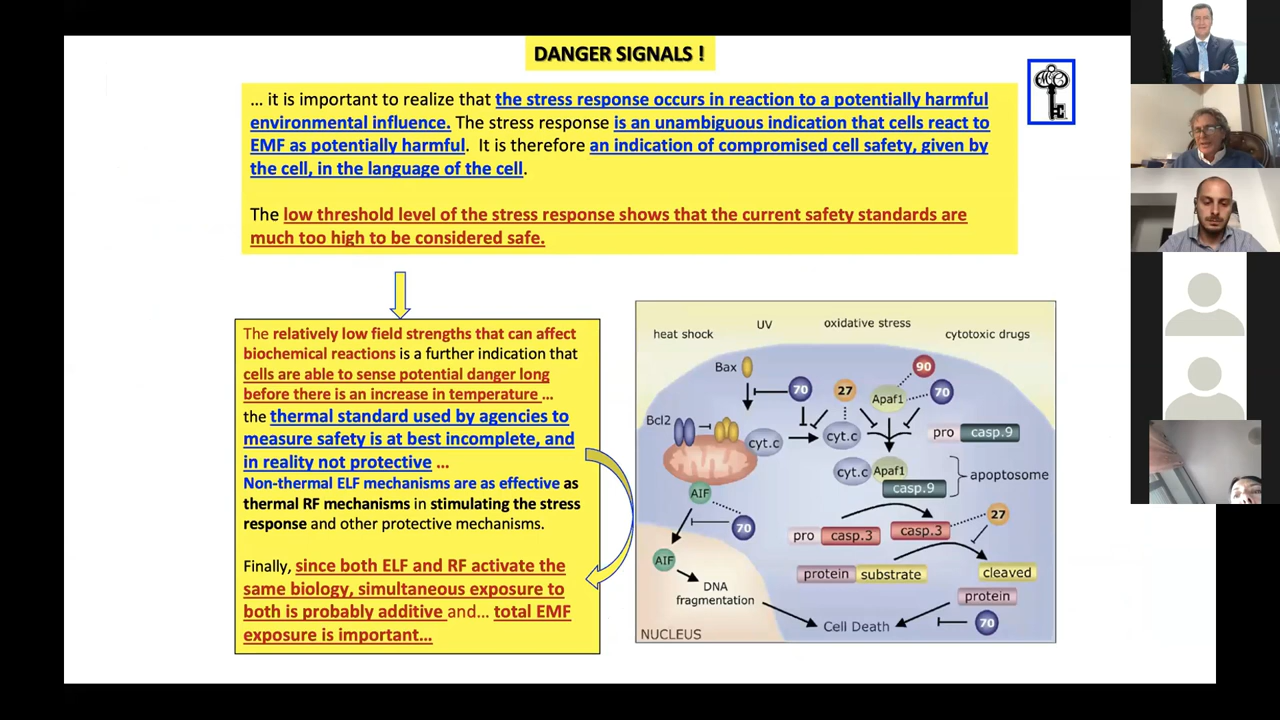 DANGER SIGNALS !
… it is important to realize that the stress response occurs in reaction to a potentially harmful
environmental influence. The stress response is an unambiguous indication that cells react to
EMF as potentially harmful. It is therefore an indication of compromised cell safety, given by
the cell, in the language of the cell.
The low threshold level of the stress response shows that the current safety standards are
much too high to be considered safe.
The relatively low field strengths that can affect
biochemical reactions is a further indication that
cells are able to sense potential danger long
before there is an increase in temperature …
the thermal standard used by agencies to
measure safety is at best incomplete, and
in reality not protective …
Non-thermal ELF mechanisms are as effective as
thermal RF mechanisms in stimulating the stress
response and other protective mechanisms.
Finally, since both ELF and RF activate the
same biology, simultaneous exposure to
both is probably additive and… total EMF
exposure is important…
heat shock
UV
oxidative stress
cytotoxic drugs
Bax
70
27
90
Apaf1
70
Bcl2
cyt.c
cyt.c
pro casp.9
cyt.c Apaf1
casp.9
apoptosome
AIF
70
27
pro casp.3
casp.3
AIF
protein substrate
cleaved
protein
DNA
fragmentation
70
Cell Death
NUCLEUS